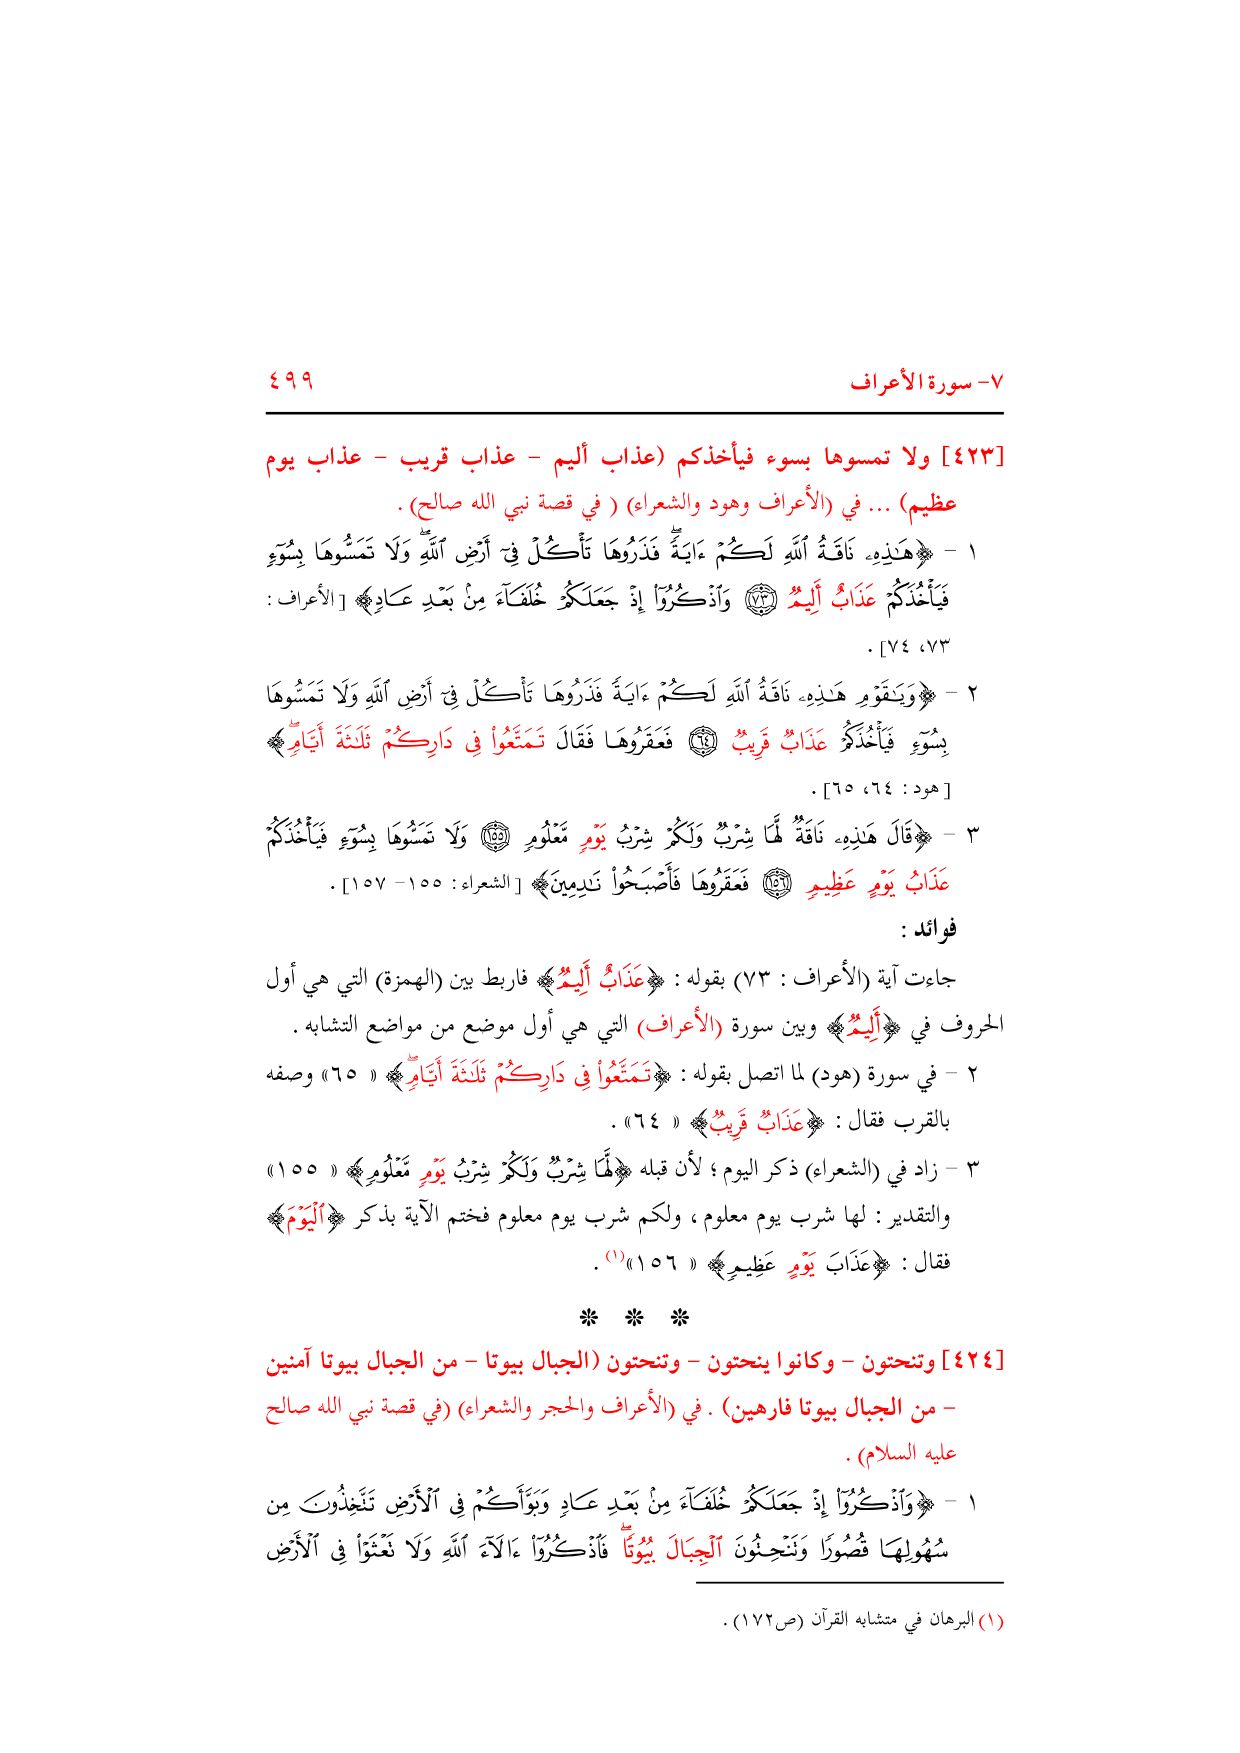 ٧- سورة الأعراف ٤٩٩
[٤٢٣] ولا تمسوها بسوء فيأخذكم (عذاب أليم – عذاب قريب – عذاب يوم
عظيم) ... في (الأعراف وهود والشعراء) ( في قصة نبي الله صالح) .
١ – ﴿هَٰذِهِۦ نَاقَةُ ٱللَّهِ لَكُمْ ءَايَةًۖ فَذَرُوهَا تَأْكُلْ فِىٓ أَرْضِ ٱللَّهِۖ وَلَا تَمَسُّوهَا بِسُوٓءٍ
فَيَأْخُذَكُمْ عَذَابٌ أَلِيمٌ ٧٣ وَٱذْكُرُوٓا۟ إِذْ جَعَلَكُمْ خُلَفَآءَ مِنۢ بَعْدِ عَادٍ﴾ [الأعراف :
٧٣، ٧٤] .
٢ – ﴿وَيَٰقَوْمِ هَٰذِهِۦ نَاقَةُ ٱللَّهِ لَكُمْ ءَايَةً فَذَرُوهَا تَأْكُلْ فِىٓ أَرْضِ ٱللَّهِ وَلَا تَمَسُّوهَا
بِسُوٓءٍ فَيَأْخُذَكُمْ عَذَابٌ قَرِيبٌ ٦٤ فَعَقَرُوهَا فَقَالَ تَمَتَّعُوا۟ فِى دَارِكُمْ ثَلَٰثَةَ أَيَّامٍۖ﴾
[هود : ٦٤، ٦٥] .
٣ – ﴿قَالَ هَٰذِهِۦ نَاقَةٌ لَّهَا شِرْبٌ وَلَكُمْ شِرْبُ يَوْمٍ مَّعْلُومٍ ١٥٥ وَلَا تَمَسُّوهَا بِسُوٓءٍ فَيَأْخُذَكُمْ
عَذَابُ يَوْمٍ عَظِيمٍ ١٥٦ فَعَقَرُوهَا فَأَصْبَحُوا۟ نَٰدِمِينَ﴾ [الشعراء : ١٥٥– ١٥٧] .
فوائد :
جاءت آية (الأعراف : ٧٣) بقوله : ﴿عَذَابٌ أَلِيمٌ﴾ فاربط بين (الهمزة) التي هي أول
الحروف في ﴿أَلِيمٌ﴾ وبين سورة (الأعراف) التي هي أول موضع من مواضع التشابه .
٢ – في سورة (هود) لما اتصل بقوله : ﴿تَمَتَّعُوا۟ فِى دَارِكُمْ ثَلَٰثَةَ أَيَّامٍۖ﴾ « ٦٥» وصفه
بالقرب فقال : ﴿عَذَابٌ قَرِيبٌ﴾ « ٦٤» .
٣ – زاد في (الشعراء) ذكر اليوم ؛ لأن قبله ﴿لَّهَا شِرْبٌ وَلَكُمْ شِرْبُ يَوْمٍ مَّعْلُومٍ﴾ « ١٥٥»
والتقدير : لها شرب يوم معلوم ، ولكم شرب يوم معلوم فختم الآية بذكر ﴿ٱلْيَوْمَ﴾
فقال : ﴿عَذَابَ يَوْمٍ عَظِيمٍ﴾ « ١٥٦»(١) .
❊ ❊ ❊
[٤٢٤] وتنحتون – وكانوا ينحتون – وتنحتون (الجبال بيوتا – من الجبال بيوتا آمنين
– من الجبال بيوتا فارهين) . في (الأعراف والحجر والشعراء) (في قصة نبي الله صالح
عليه السلام) .
١ – ﴿وَٱذْكُرُوٓا۟ إِذْ جَعَلَكُمْ خُلَفَآءَ مِنۢ بَعْدِ عَادٍ وَبَوَّأَكُمْ فِى ٱلْأَرْضِ تَتَّخِذُونَ مِن
سُهُولِهَا قُصُورًا وَتَنْحِتُونَ ٱلْجِبَالَ بُيُوتًاۖ فَٱذْكُرُوٓا۟ ءَالَآءَ ٱللَّهِ وَلَا تَعْثَوْا۟ فِى ٱلْأَرْضِ
(١) البرهان في متشابه القرآن (ص١٧٢) .